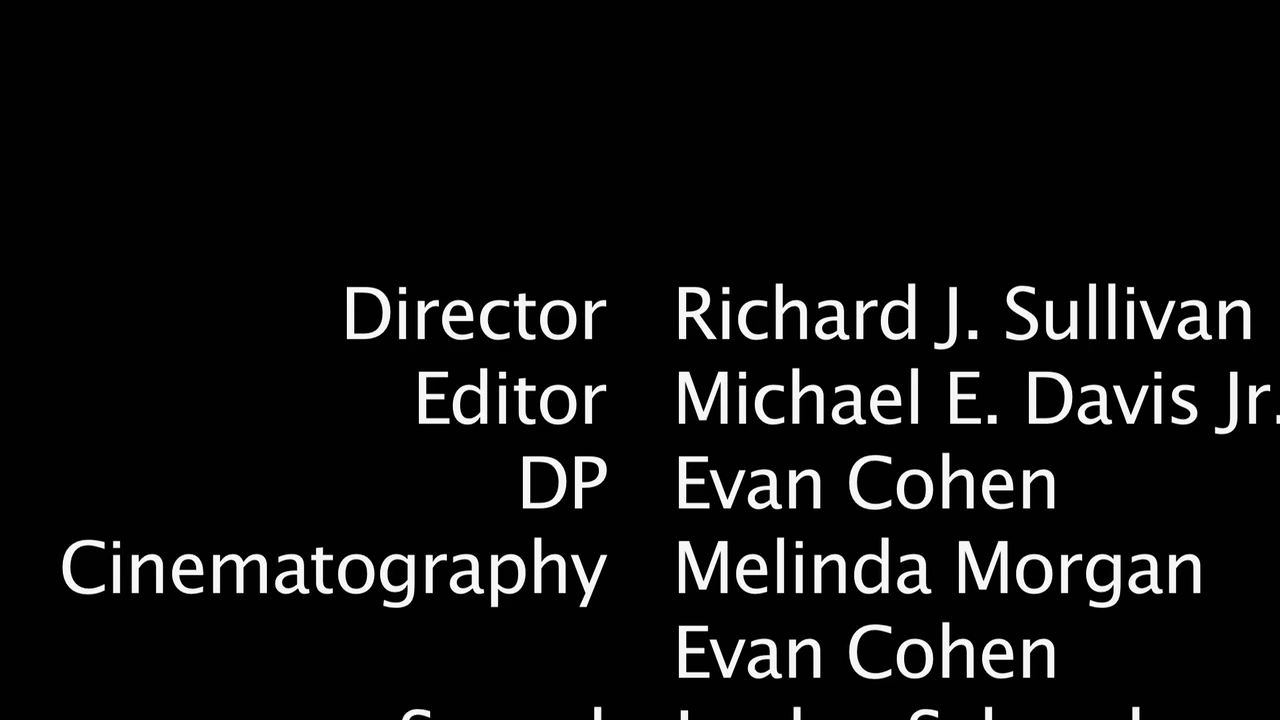 Director Richard J. Sullivan
Editor Michael E. Davis Jr.
DP Evan Cohen
Cinematography Melinda Morgan
Evan Cohen